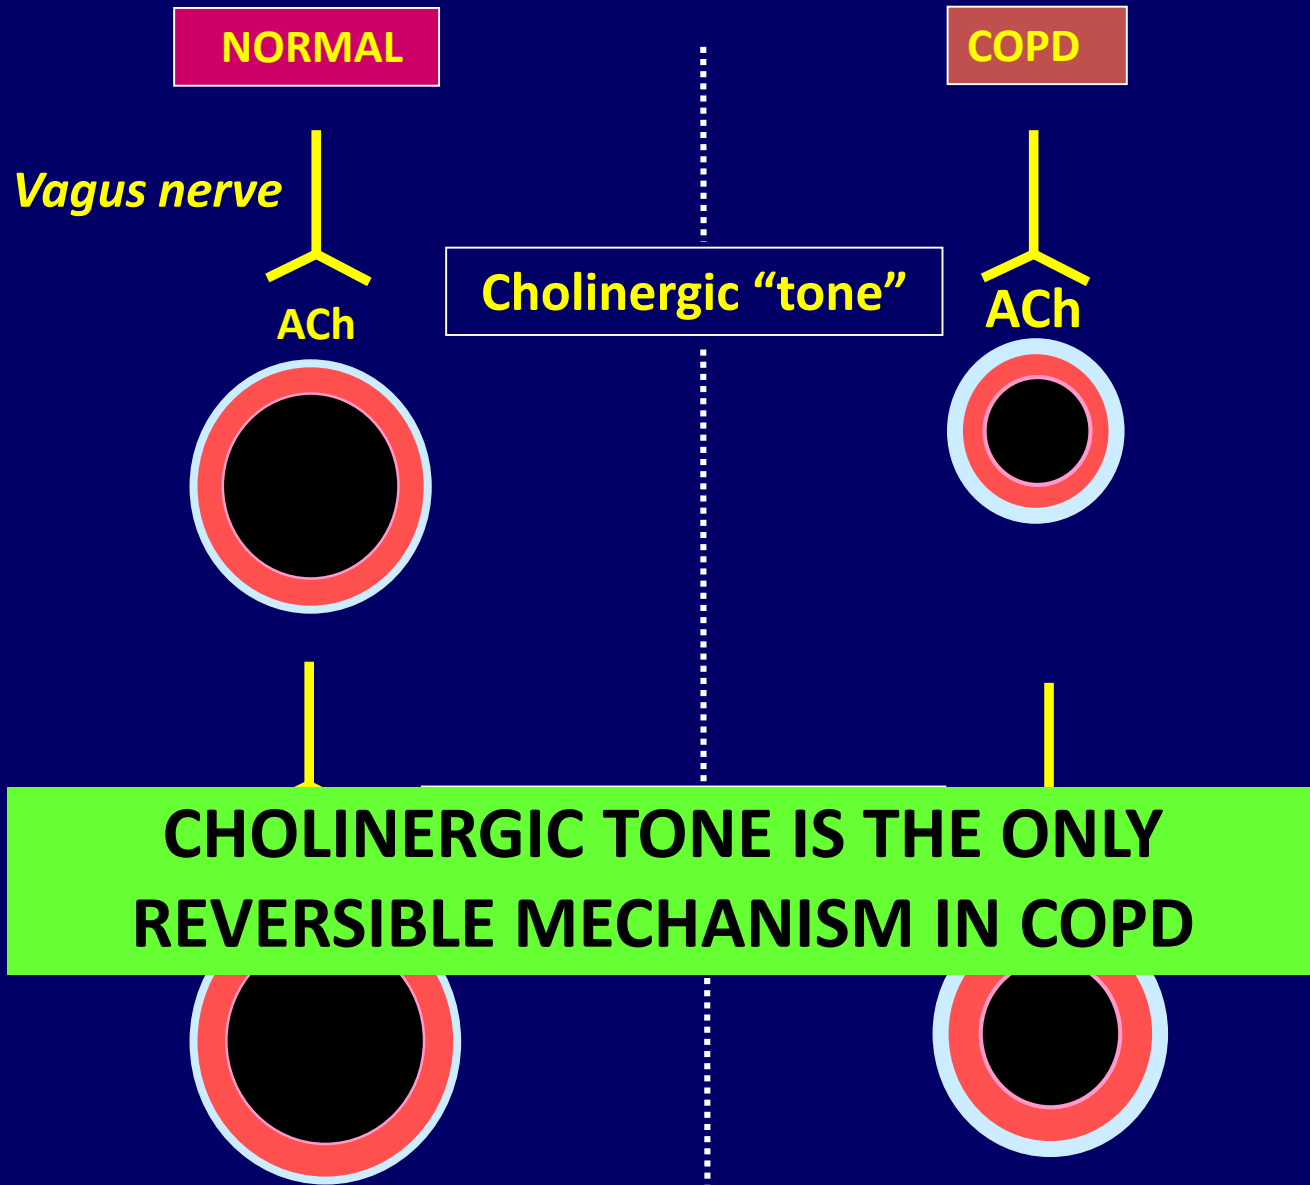 NORMAL
COPD
Vagus nerve
Cholinergic “tone”
ACh
ACh
CHOLINERGIC TONE IS THE ONLY
REVERSIBLE MECHANISM IN COPD